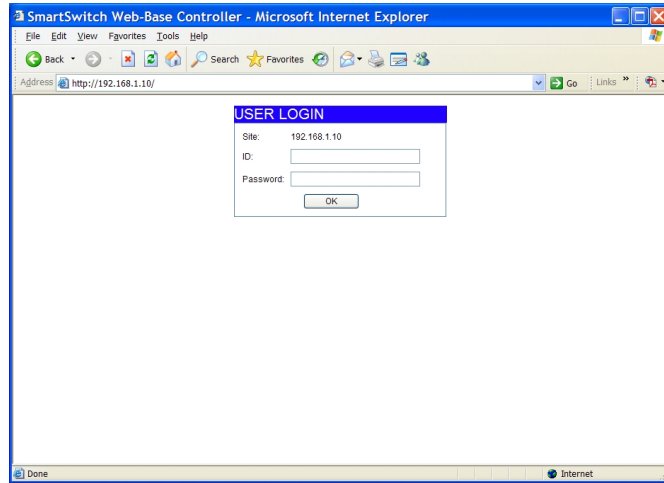 SmartSwitch Web-Base Controller - Microsoft Internet Explorer
File Edit View Favorites Tools Help
Back Search Favorites
Address http://192.168.1.10/ Go Links »
USER LOGIN
Site: 192.168.1.10
ID:
Password:
OK
Done Internet